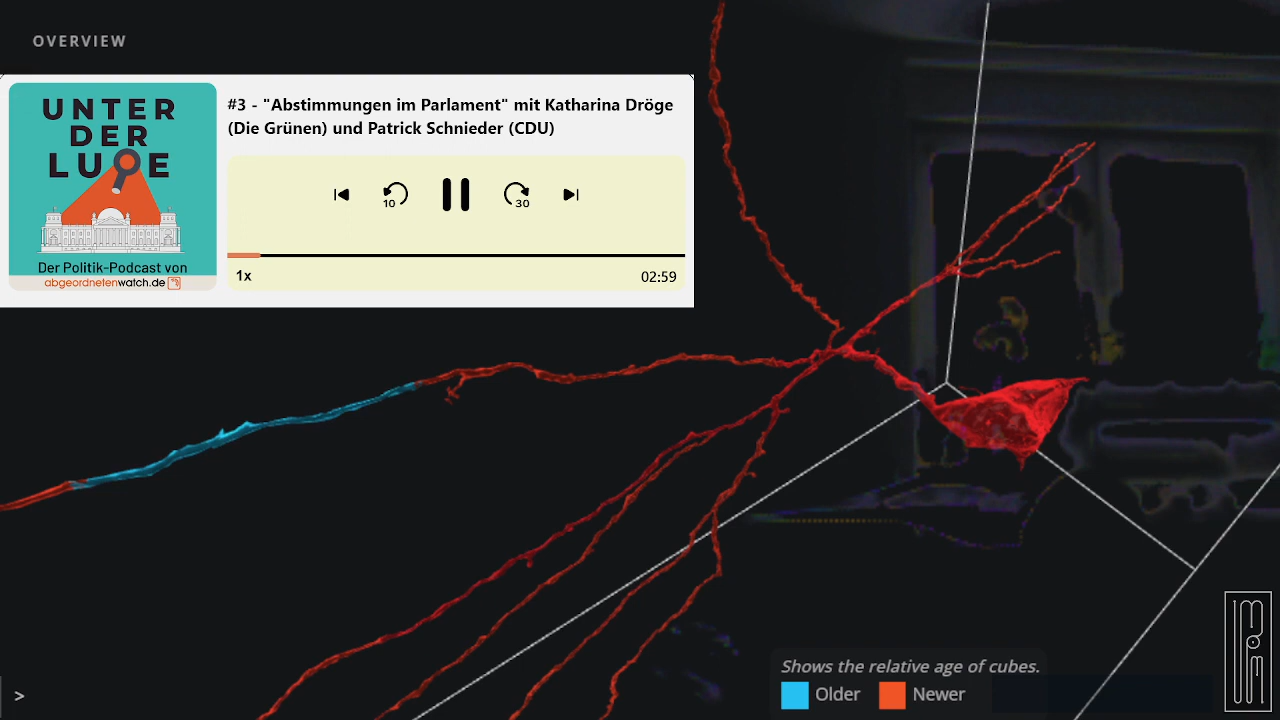 OVERVIEW
UNTER
DER
LUPE
Der Politik-Podcast von
abgeordnetenwatch.de
#3 - "Abstimmungen im Parlament" mit Katharina Dröge
(Die Grünen) und Patrick Schnieder (CDU)
10
30
1x
02:59
>
Shows the relative age of cubes.
Older
Newer